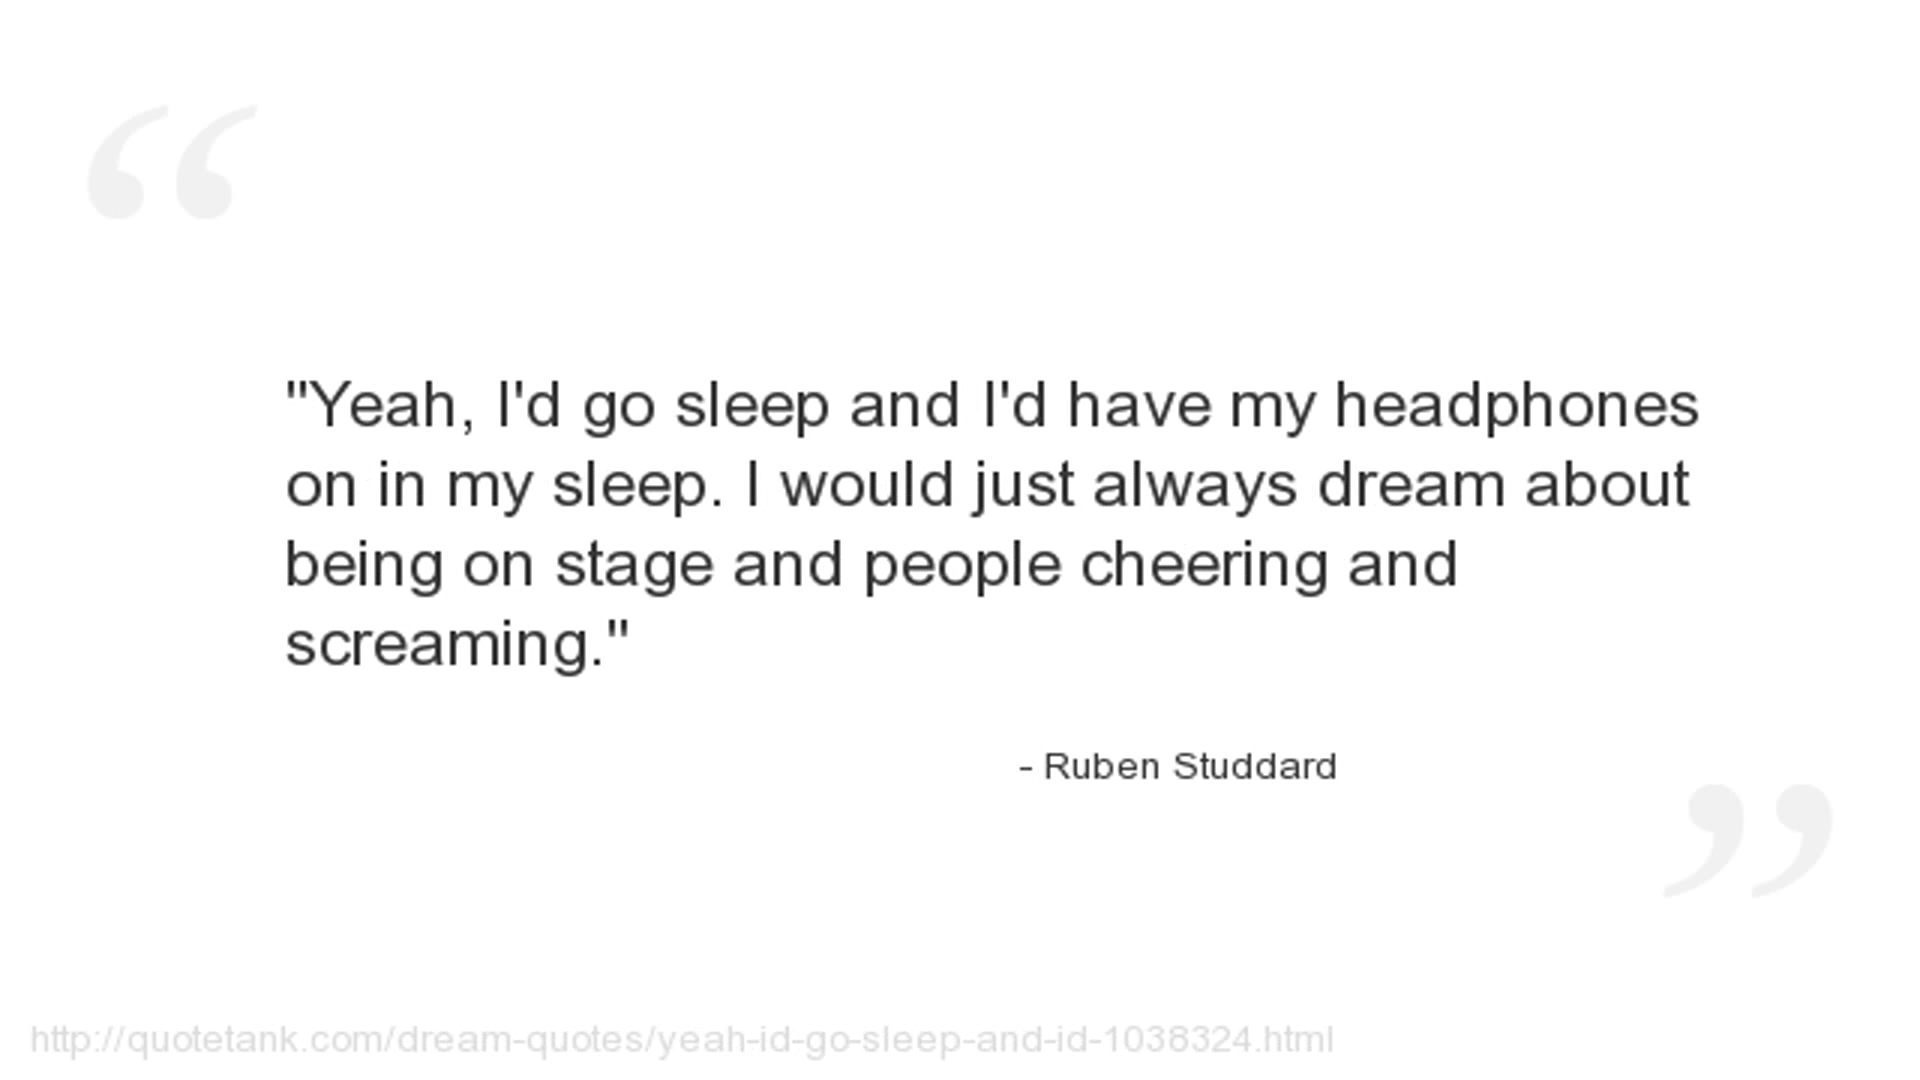 "Yeah, I'd go sleep and I'd have my headphones
on in my sleep. I would just always dream about
being on stage and people cheering and
screaming."
- Ruben Studdard
http://quotetank.com/dream-quotes/yeah-id-go-sleep-and-id-1038324.html